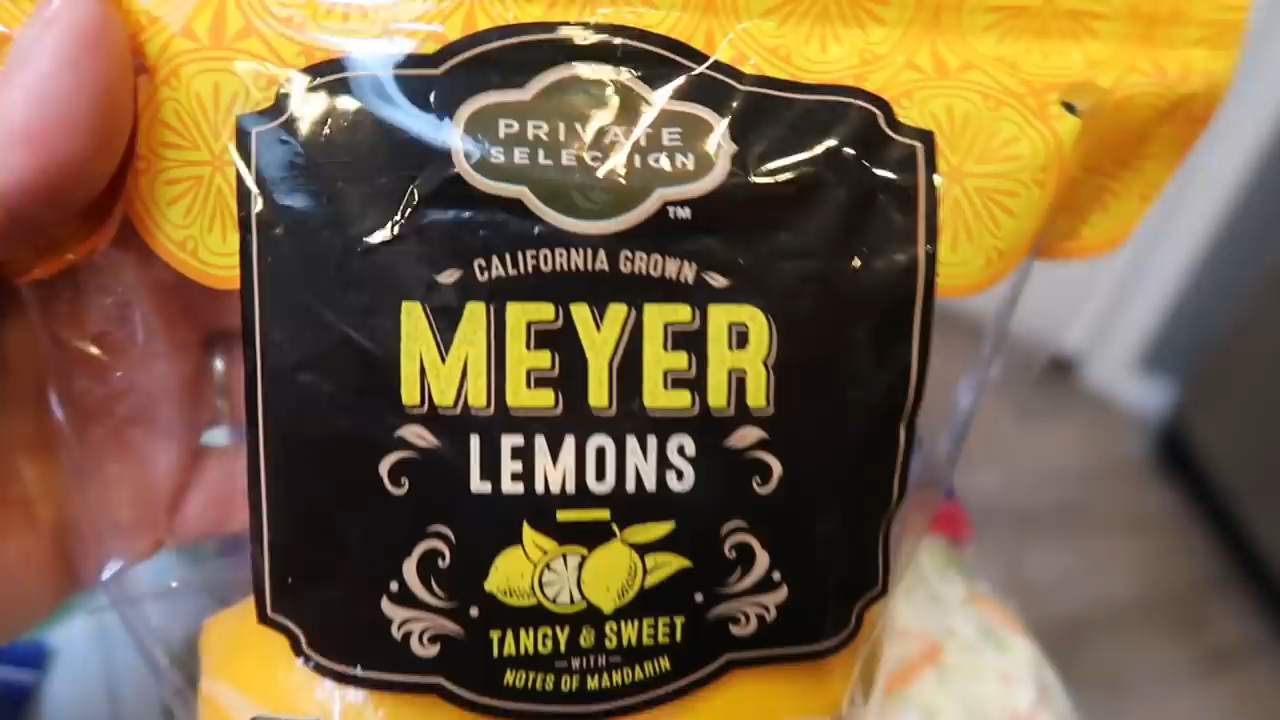 PRIVATE
SELECTION
TM
CALIFORNIA GROWN
MEYER
LEMONS
TANGY & SWEET
WITH
NOTES OF MANDARIN